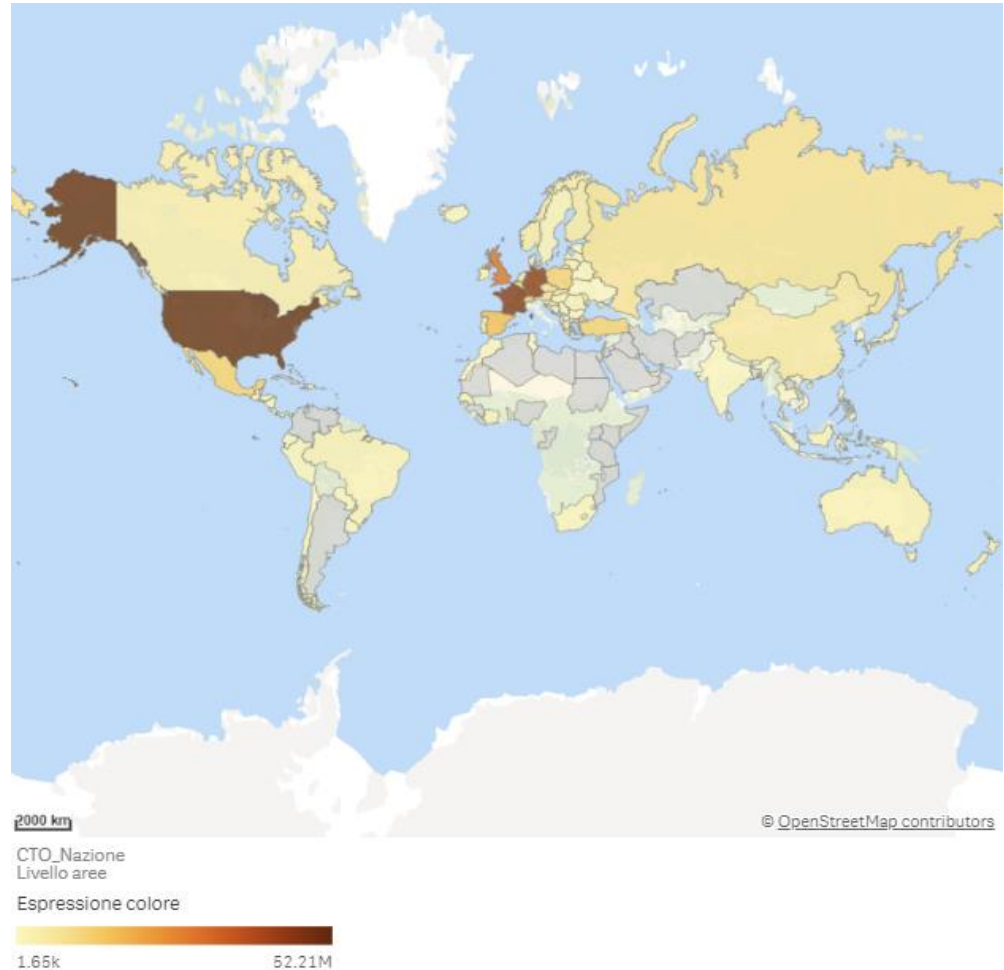 2000 km
© OpenStreetMap contributors
CTO_Nazione
Livello aree
Espressione colore
1.65k 52.21M